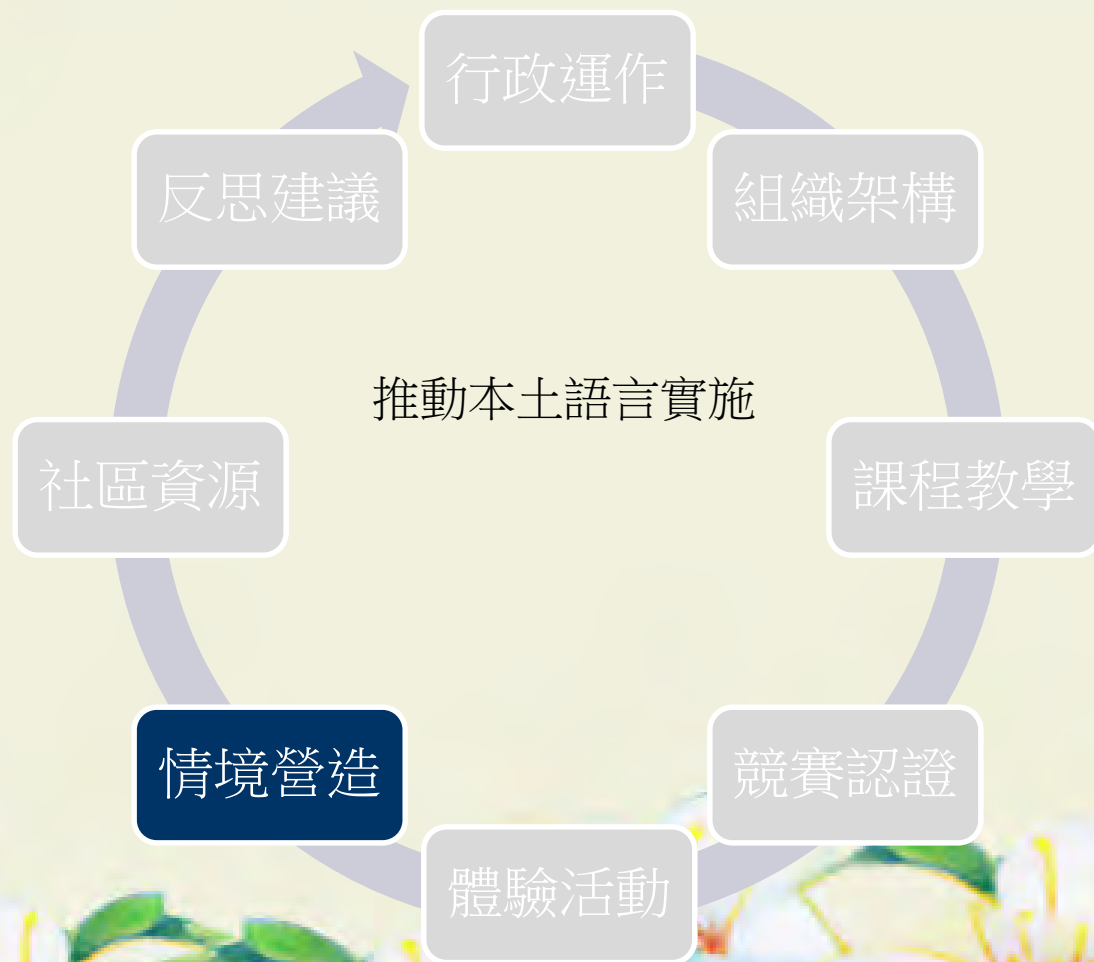 行政運作
反思建議
組織架構
推動本土語言實施
社區資源
課程教學
情境營造
競賽認證
體驗活動